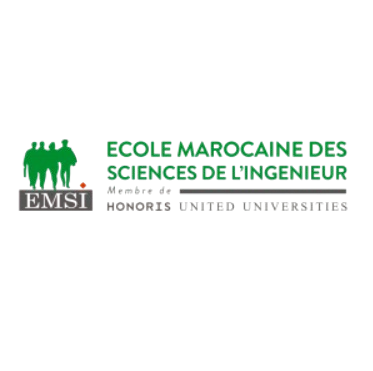 EMSI
ECOLE MAROCAINE DES
SCIENCES DE L'INGENIEUR
Membre de
HONORIS UNITED UNIVERSITIES